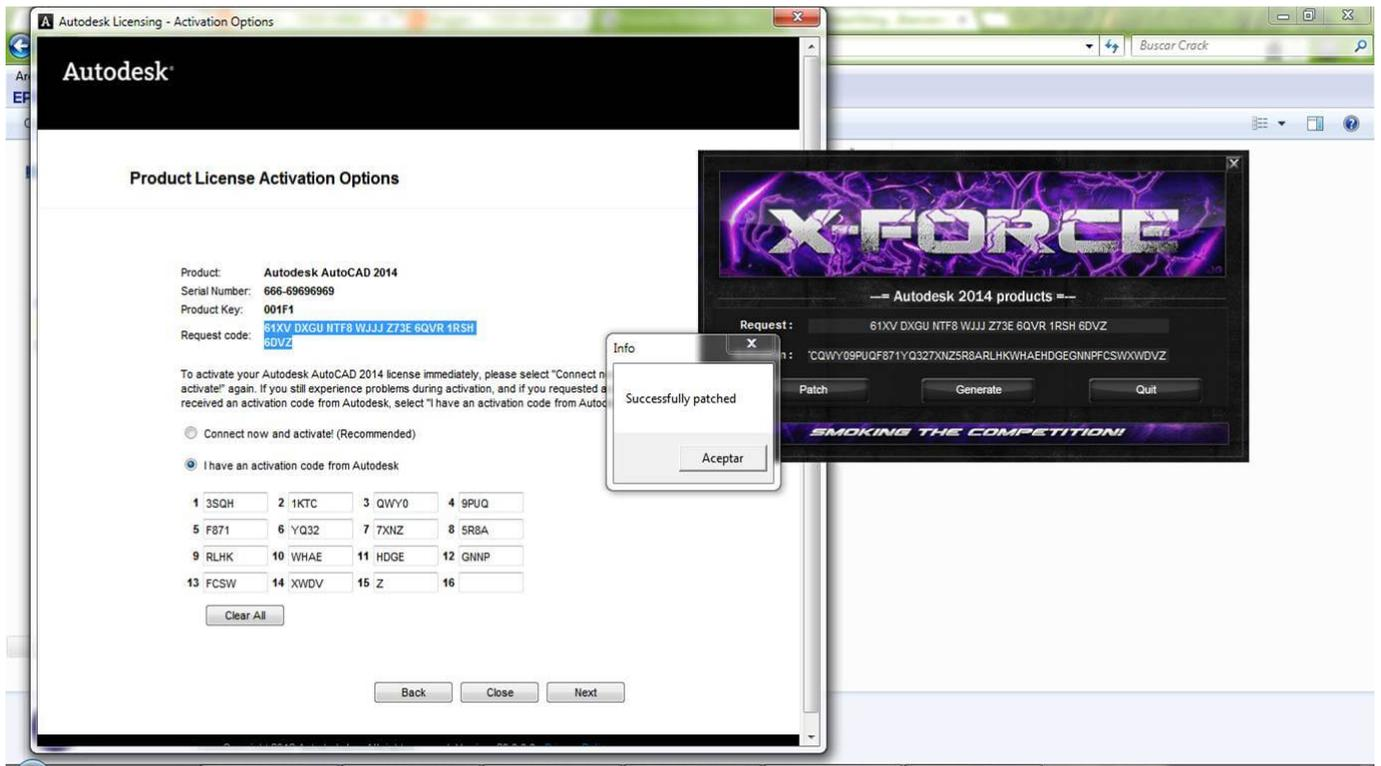 Autodesk Licensing - Activation Options
Buscar Crack
Autodesk
Product License Activation Options
Product: Autodesk AutoCAD 2014
Serial Number: 666-69696969
Product Key: 001F1
Request code: 61XV DXGU NTF8 WJJJ Z73E 6QVR 1RSH
6DVZ
To activate your Autodesk AutoCAD 2014 license immediately, please select "Connect
activate!" again. If you still experience problems during activation, and if you requested
received an activation code from Autodesk, select "I have an activation code from
Connect now and activate! (Recommended)
I have an activation code from Autodesk
1 3SQH 2 1KTC 3 QWY0 4 9PUQ
5 F871 6 YQ32 7 7XNZ 8 5R8A
9 RLHK 10 WHAE 11 HDGE 12 GNNP
13 FCSW 14 XWDV 15 Z 16
Clear All
Back Close Next
X-FORCE
--= Autodesk 2014 products =--
Request : 61XV DXGU NTF8 WJJJ Z73E 6QVR 1RSH 6DVZ
CQWY09PUQF871YQ327XNZ5R8ARLHKWHAEHDGEGNNPFCSWXWDVZ
Patch Generate Quit
SMOKING THE COMPETITION!
Info
Successfully patched
Aceptar